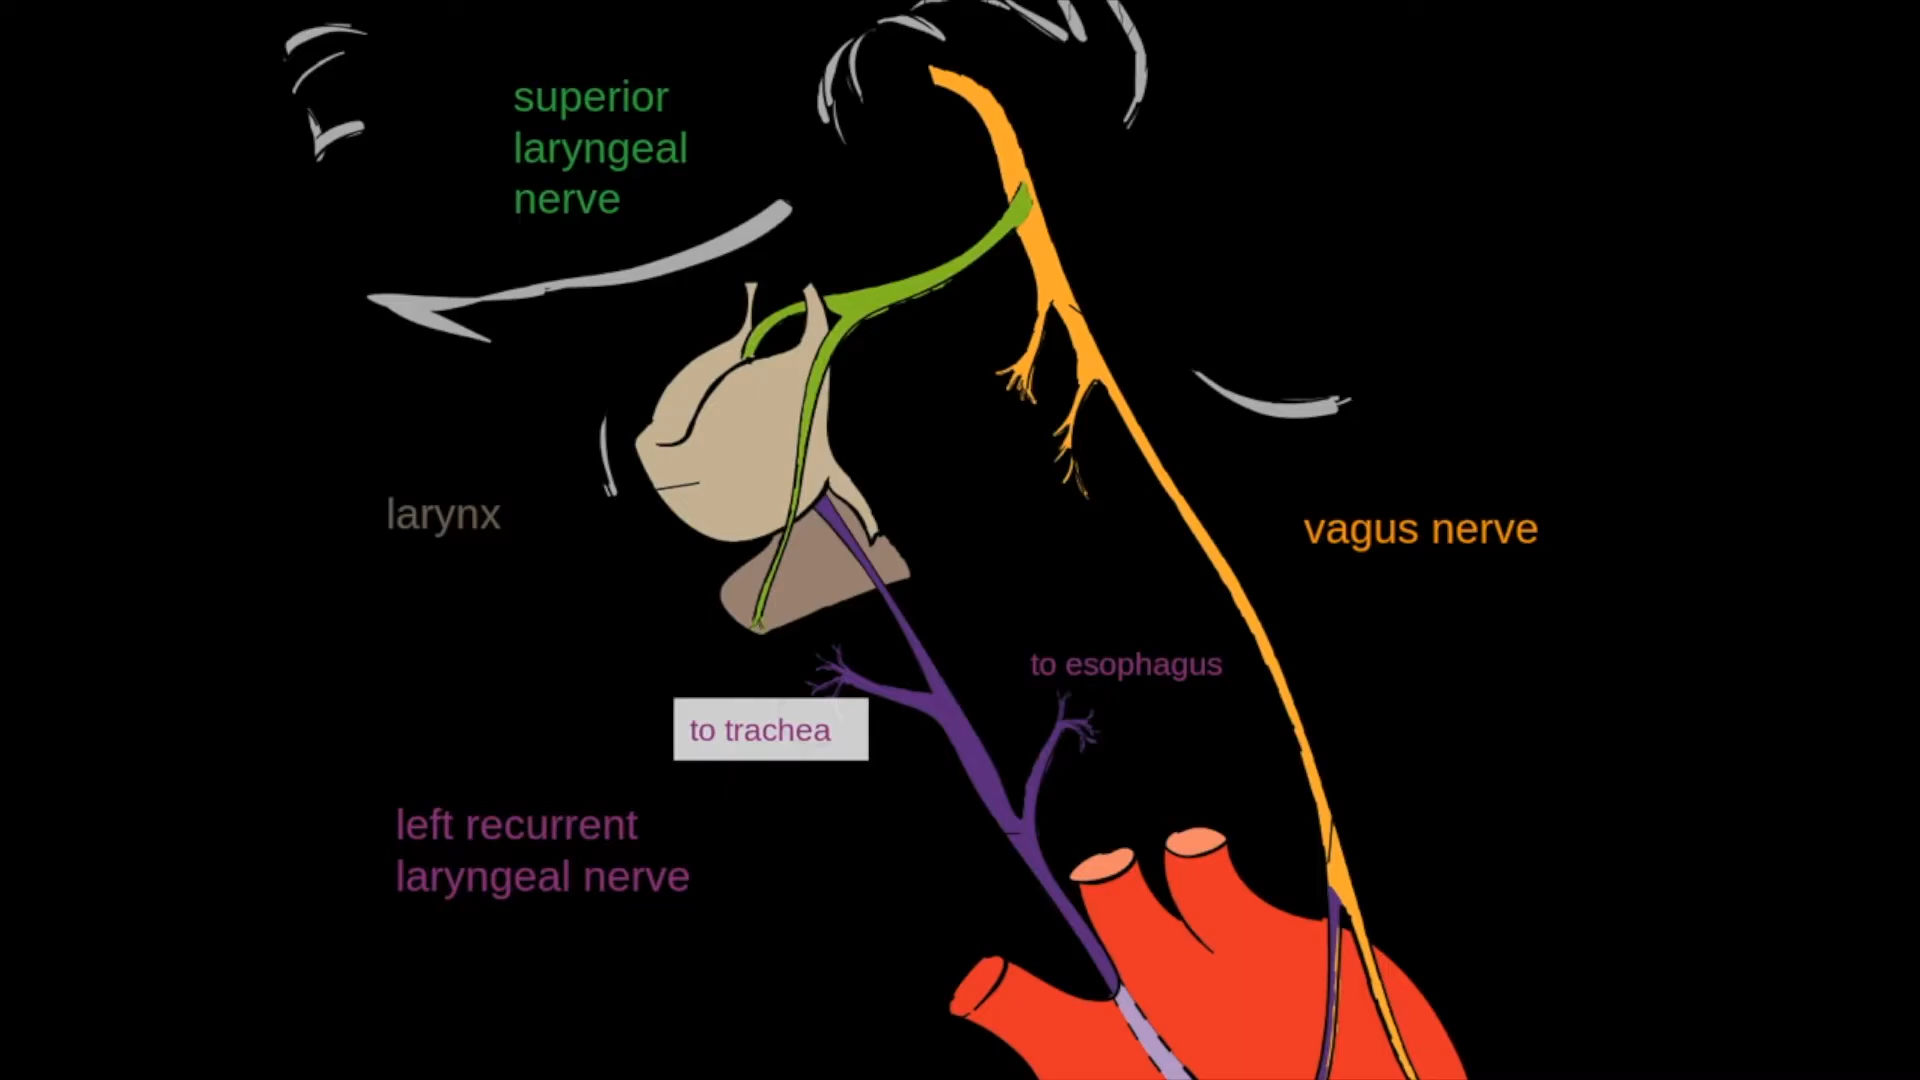 superior
laryngeal
nerve
larynx
vagus nerve
to esophagus
to trachea
left recurrent
laryngeal nerve